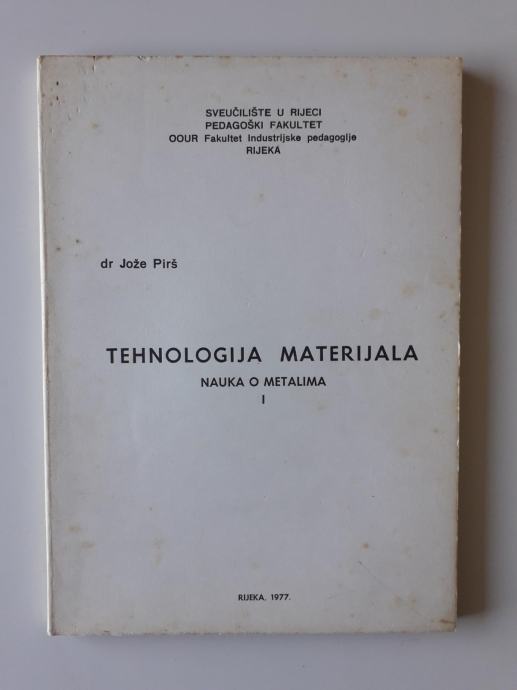 SVEUČILIŠTE U RIJECI
PEDAGOŠKI FAKULTET
OOUR Fakultet Industrijske pedagogije
RIJEKA
dr Jože Pirš
TEHNOLOGIJA MATERIJALA
NAUKA O METALIMA
I
RIJEKA, 1977.